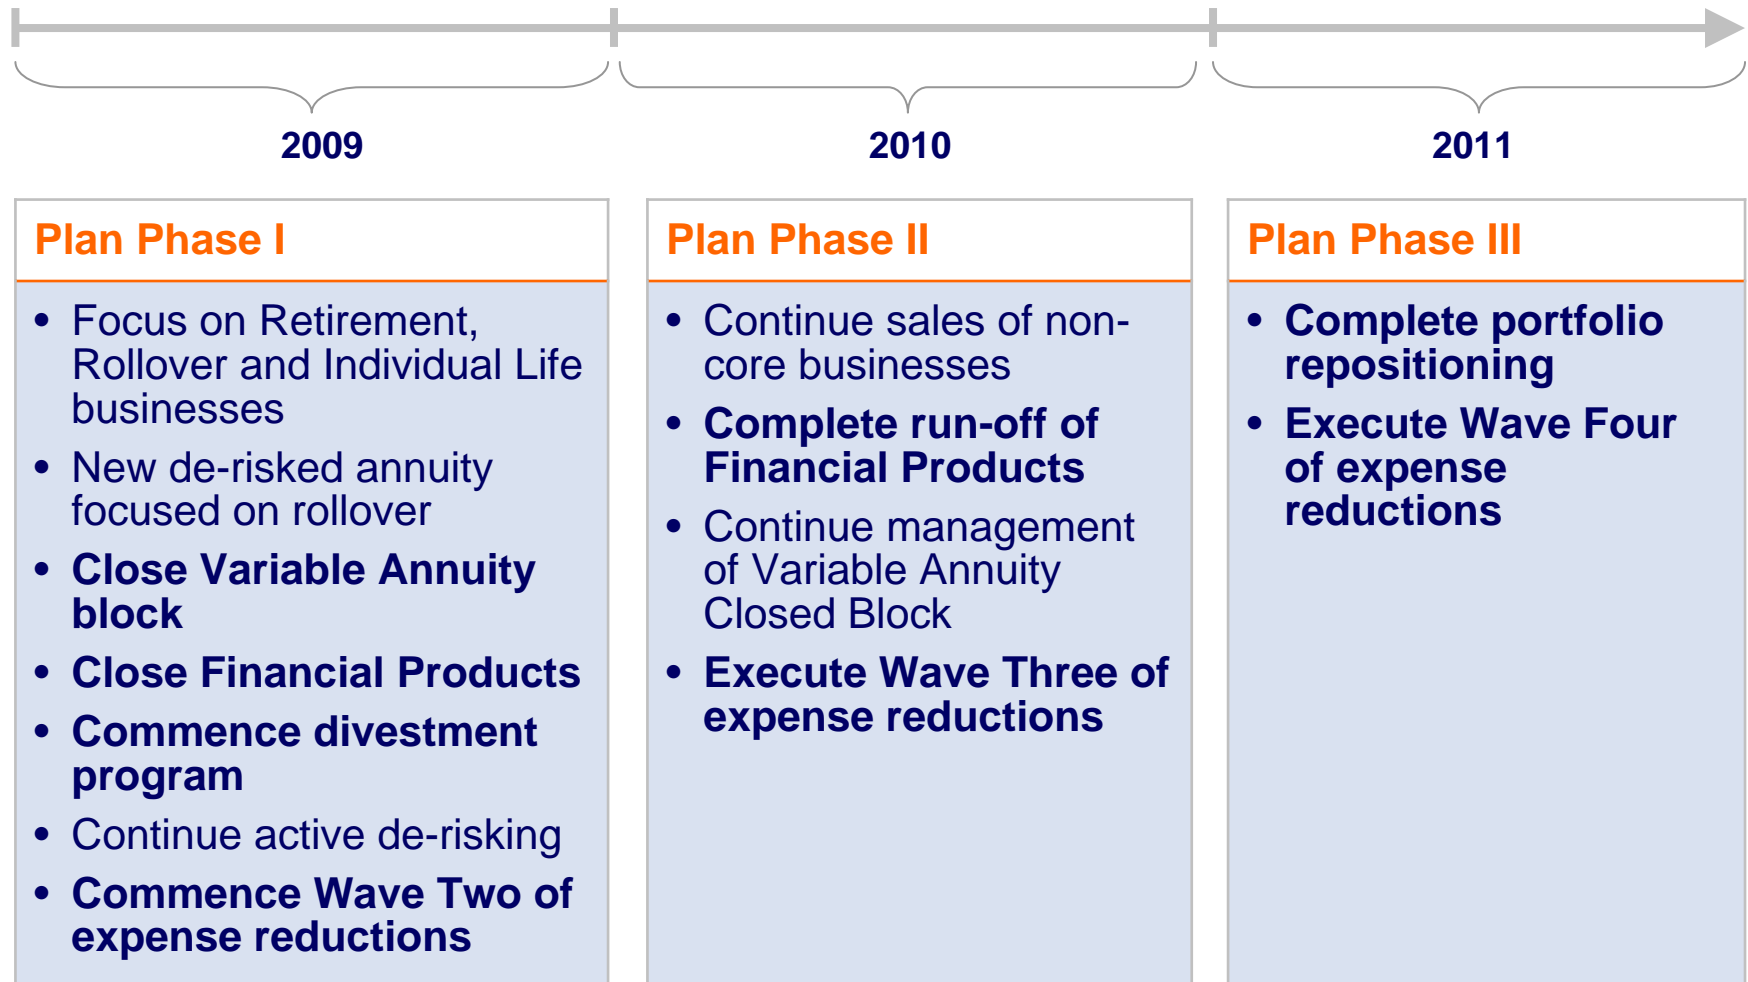 2009
2010
2011
Plan Phase I
• Focus on Retirement,
Rollover and Individual Life
businesses
• New de-risked annuity
focused on rollover
• Close Variable Annuity
block
• Close Financial Products
• Commence divestment
program
• Continue active de-risking
• Commence Wave Two of
expense reductions
Plan Phase II
• Continue sales of non-
core businesses
• Complete run-off of
Financial Products
• Continue management
of Variable Annuity
Closed Block
• Execute Wave Three of
expense reductions
Plan Phase III
• Complete portfolio
repositioning
• Execute Wave Four
of expense
reductions